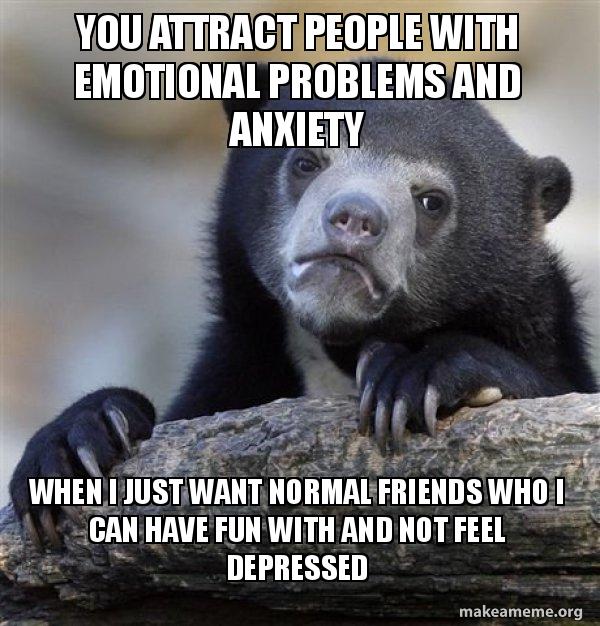 YOU ATTRACT PEOPLE WITH
EMOTIONAL PROBLEMS AND
ANXIETY
WHEN I JUST WANT NORMAL FRIENDS WHO I
CAN HAVE FUN WITH AND NOT FEEL
DEPRESSED
makeameme.org